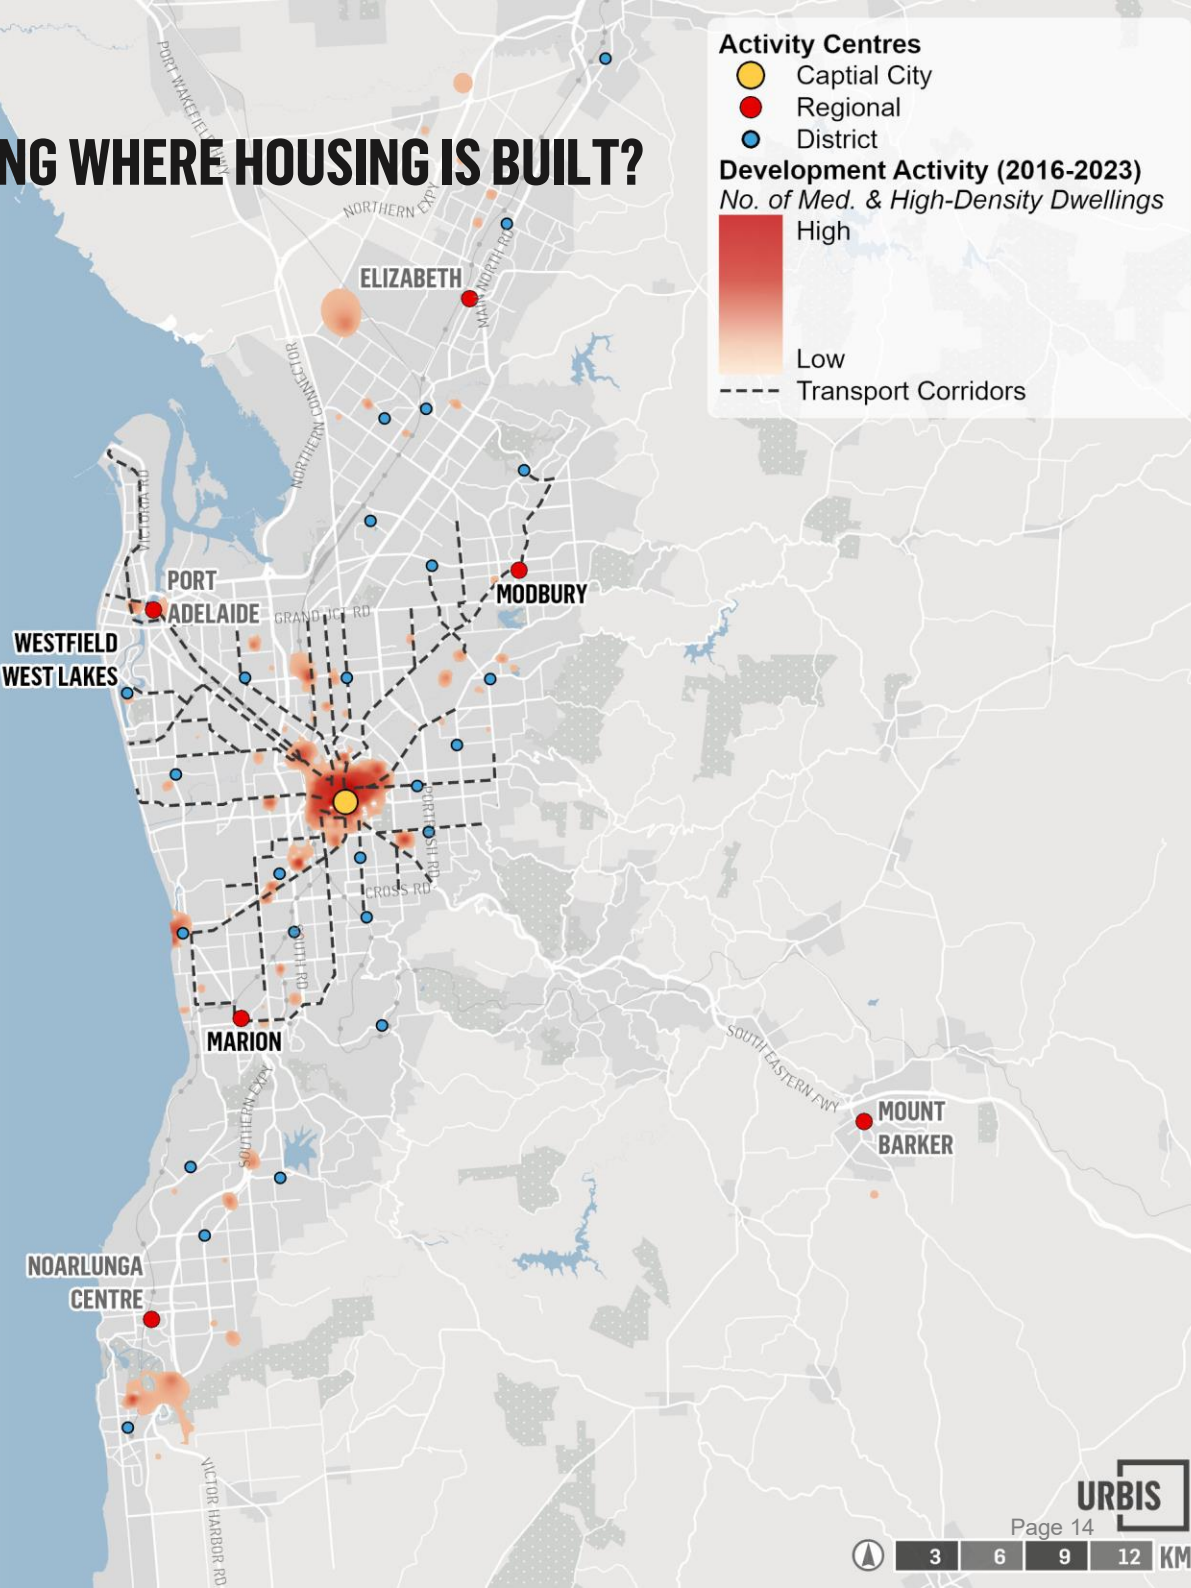 NG WHERE HOUSING IS BUILT?
Activity Centres
Captial City
Regional
District
Development Activity (2016-2023)
No. of Med. & High-Density Dwellings
High
Low
Transport Corridors
PORT WAKEFIELD HWY
NORTHERN EXPY
MAIN NORTH RD
ELIZABETH
NORTHERN CONNECTOR
VICTORIA RD
PORT
ADELAIDE
GRAND JCT RD
MODBURY
WESTFIELD
WEST LAKES
PORTRUSH RD
CROSS RD
SOUTH RD
MARION
SOUTHERN EXPY
SOUTH EASTERN FWY
MOUNT
BARKER
NOARLUNGA
CENTRE
VICTOR HARBOR RD
URBIS
Page 14
3 6 9 12 KM